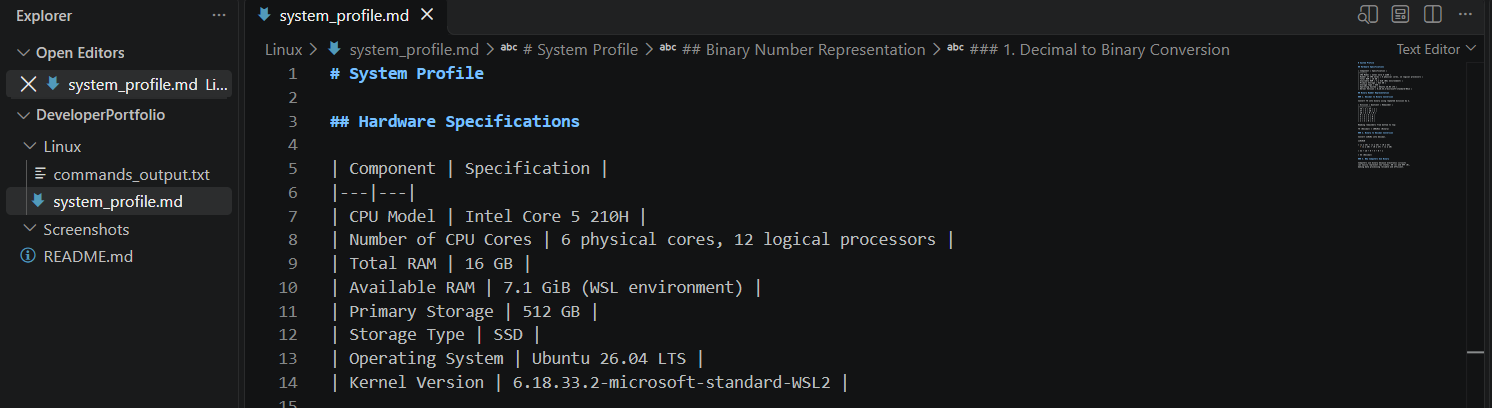 Explorer
···
Open Editors
system_profile.md Li...
DeveloperPortfolio
Linux
commands_output.txt
system_profile.md
Screenshots
README.md
system_profile.md
Linux > system_profile.md > abc # System Profile > abc ## Binary Number Representation > abc ### 1. Decimal to Binary Conversion
Text Editor
1 # System Profile
2
3 ## Hardware Specifications
4
5 | Component | Specification |
6 |---|---|
7 | CPU Model | Intel Core 5 210H |
8 | Number of CPU Cores | 6 physical cores, 12 logical processors |
9 | Total RAM | 16 GB |
10 | Available RAM | 7.1 GiB (WSL environment) |
11 | Primary Storage | 512 GB |
12 | Storage Type | SSD |
13 | Operating System | Ubuntu 26.04 LTS |
14 | Kernel Version | 6.18.33.2-microsoft-standard-WSL2 |
15